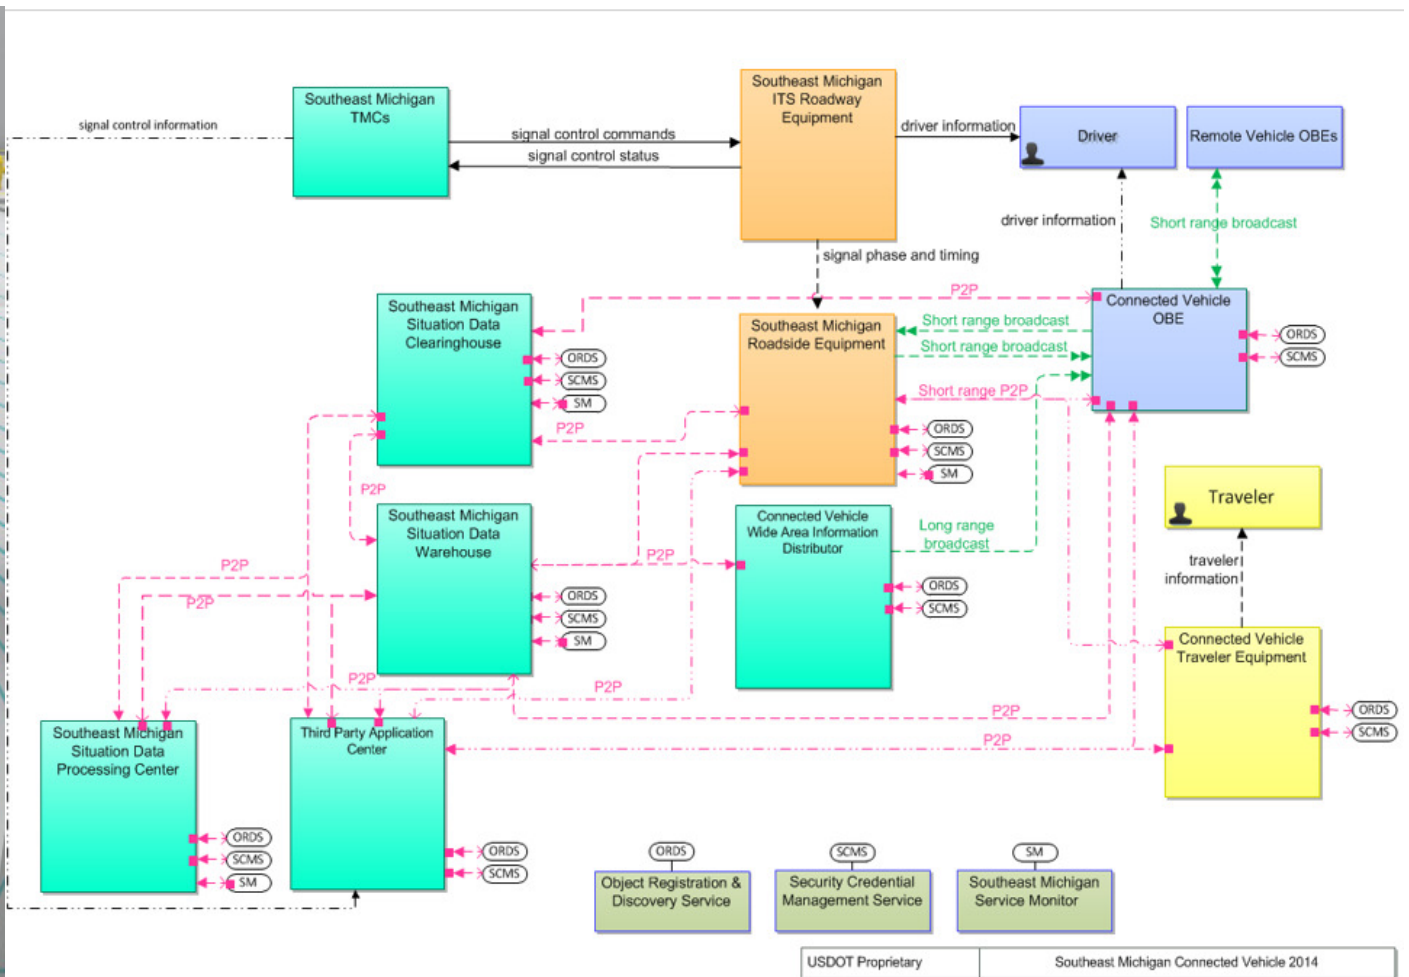 Southeast Michigan
TMCs
signal control information
signal control commands
signal control status
Southeast Michigan
ITS Roadway
Equipment
driver information
Driver
Remote Vehicle OBEs
driver information
Short range broadcast
signal phase and timing
P2P
Southeast Michigan
Situation Data
Clearinghouse
ORDS
SCMS
SM
P2P
Southeast Michigan
Roadside Equipment
ORDS
SCMS
SM
Short range broadcast
Short range broadcast
Short range P2P
Connected Vehicle
OBE
ORDS
SCMS
P2P
Southeast Michigan
Situation Data
Warehouse
ORDS
SCMS
SM
P2P
Connected Vehicle
Wide Area Information
Distributor
ORDS
SCMS
Long range
broadcast
Traveler
traveler
information
Connected Vehicle
Traveler Equipment
ORDS
SCMS
P2P
P2P
P2P
P2P
P2P
P2P
Southeast Michigan
Situation Data
Processing Center
ORDS
SCMS
SM
Third Party Application
Center
ORDS
SCMS
ORDS
Object Registration &
Discovery Service
SCMS
Security Credential
Management Service
SM
Southeast Michigan
Service Monitor
USDOT Proprietary
Southeast Michigan Connected Vehicle 2014